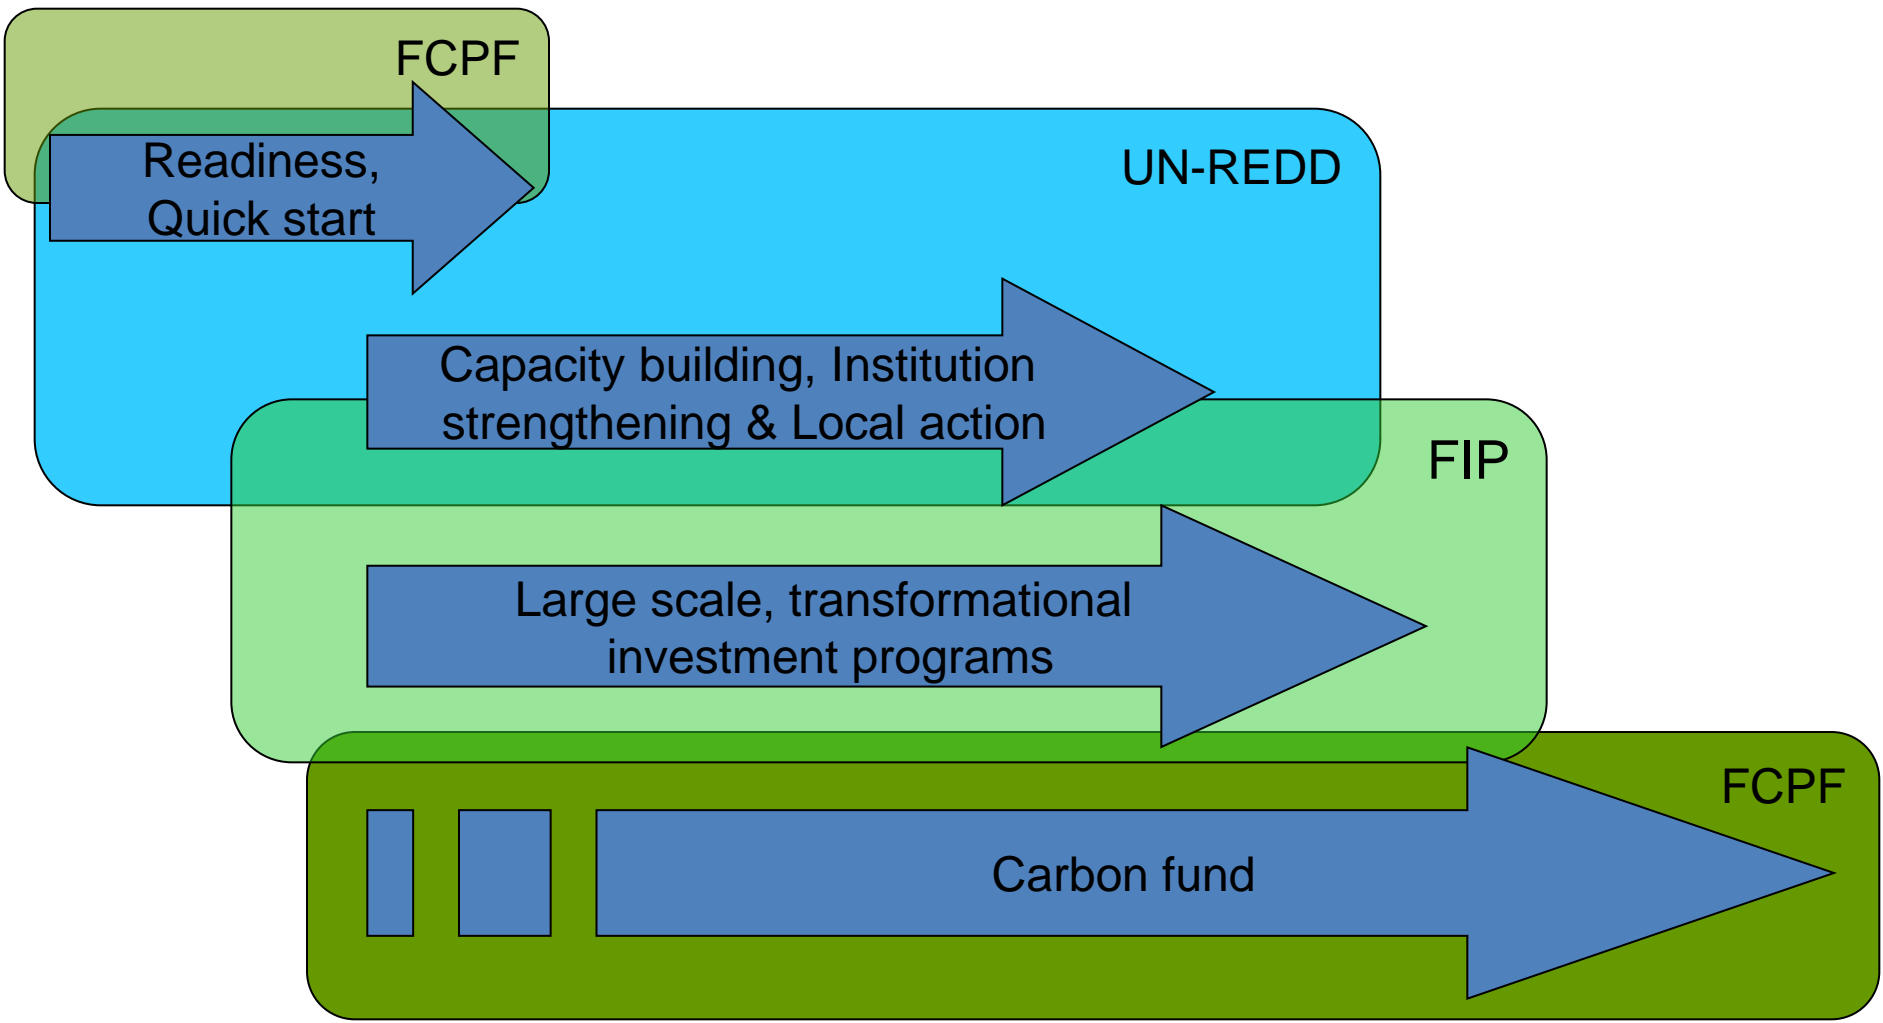 FCPF
Readiness,
Quick start
UN-REDD
Capacity building, Institution
strengthening & Local action
FIP
Large scale, transformational
investment programs
FCPF
Carbon fund